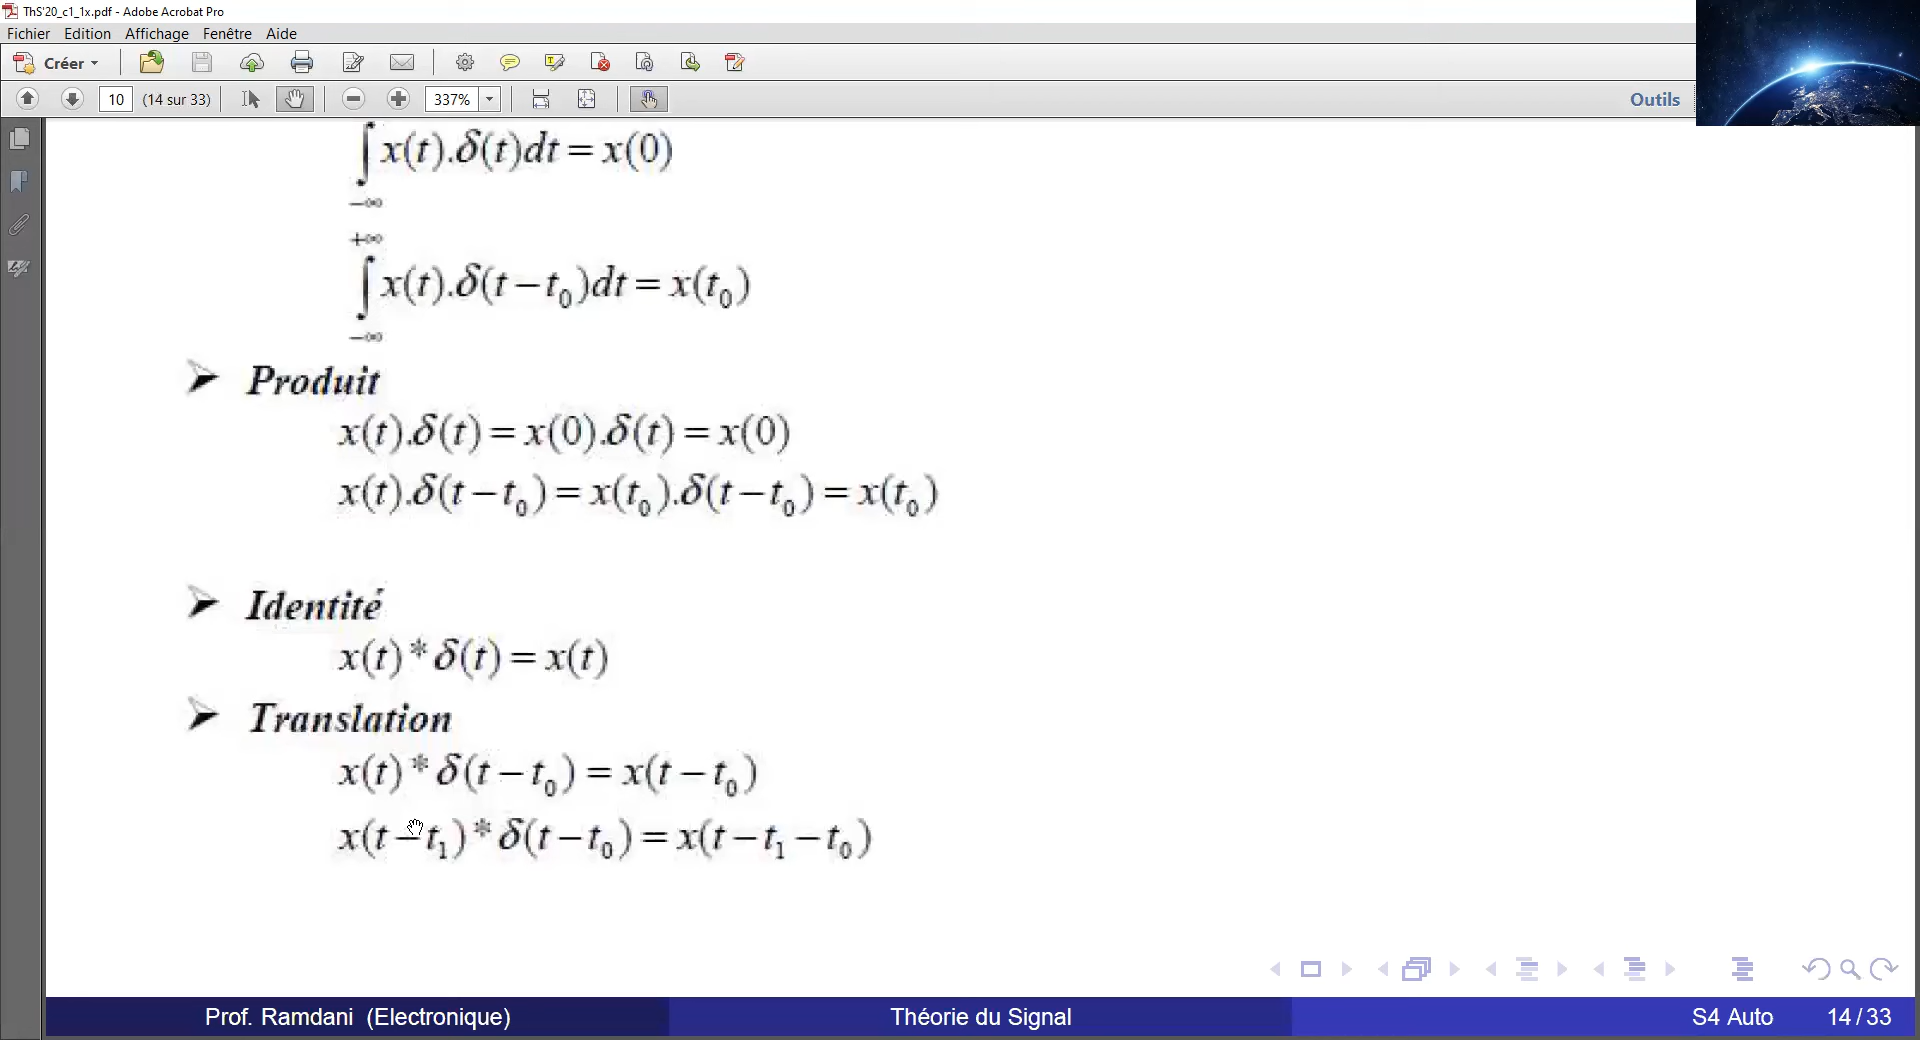 ThS'20_c1_1x.pdf - Adobe Acrobat Pro
Fichier Edition Affichage Fenêtre Aide
Créer
10 (14 sur 33) 337% Outils
∫ x(t).δ(t)dt = x(0)
−∞
+∞
∫ x(t).δ(t−t₀)dt = x(t₀)
−∞
➢ Produit
x(t).δ(t) = x(0).δ(t) = x(0)
x(t).δ(t−t₀) = x(t₀).δ(t−t₀) = x(t₀)
➢ Identité
x(t)*δ(t) = x(t)
➢ Translation
x(t)*δ(t−t₀) = x(t−t₀)
x(t−t₁)*δ(t−t₀) = x(t−t₁−t₀)
Prof. Ramdani (Electronique) Théorie du Signal S4 Auto 14/33